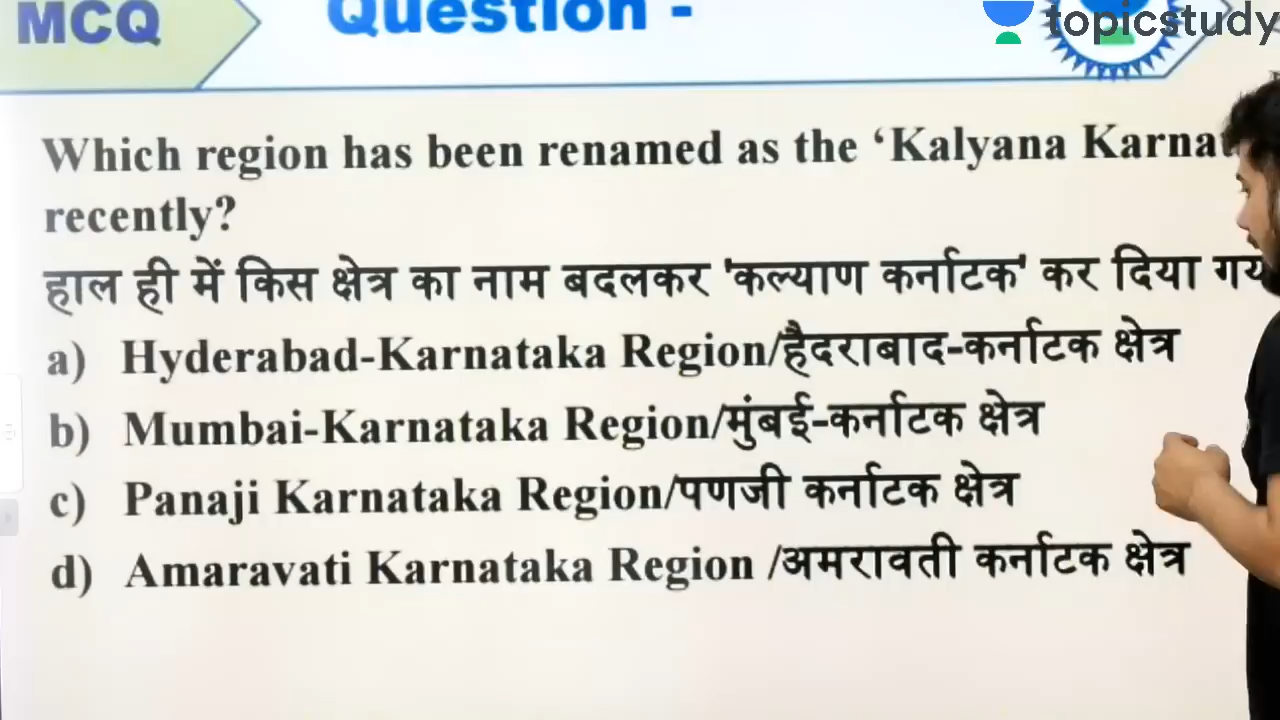 MCQ
Question -
topicstudy
Which region has been renamed as the ‘Kalyana
recently?
हाल ही में किस क्षेत्र का नाम बदलकर 'कल्याण कर्नाटक' कर दिया
a) Hyderabad-Karnataka Region/हैदराबाद-कर्नाटक क्षेत्र
b) Mumbai-Karnataka Region/मुंबई-कर्नाटक क्षेत्र
c) Panaji Karnataka Region/पणजी कर्नाटक क्षेत्र
d) Amaravati Karnataka Region /अमरावती कर्नाटक क्षेत्र